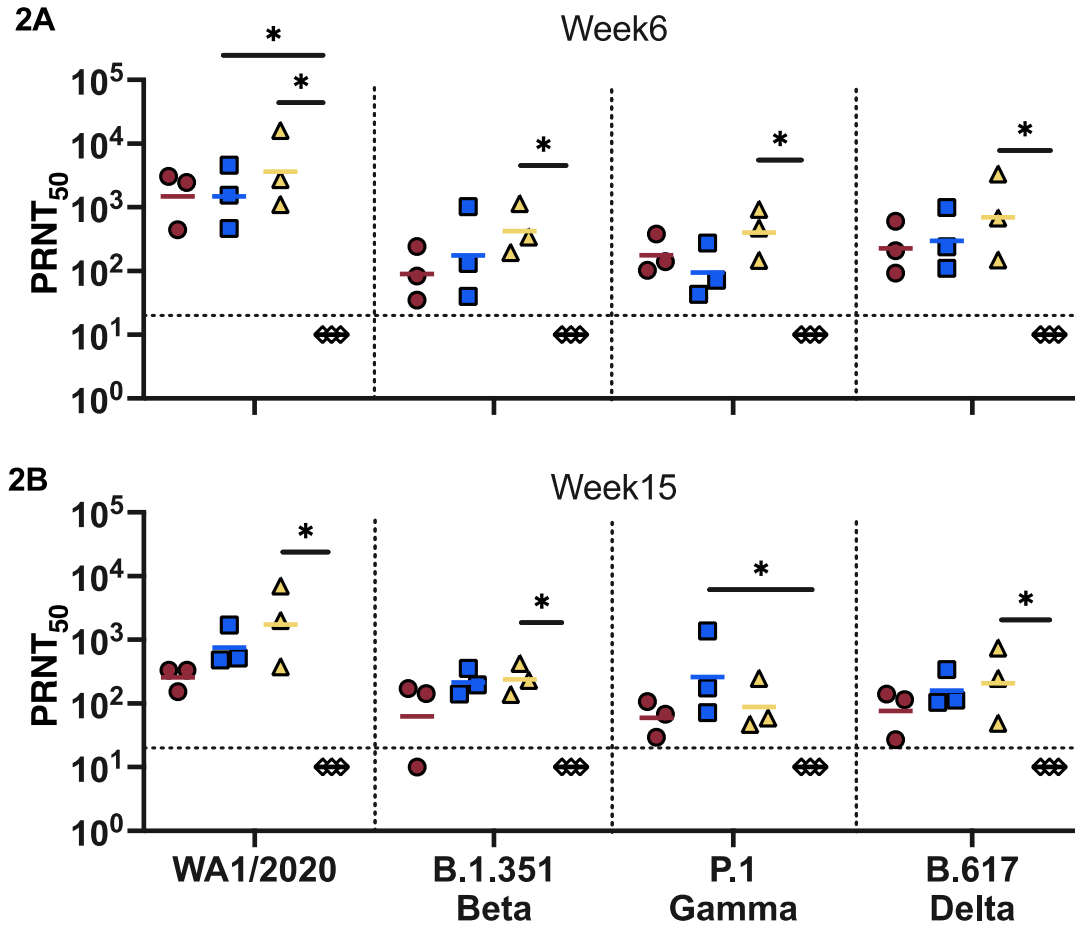 2A
Week6
*
*
*
*
*
PRNT50
10^5
10^4
10^3
10^2
10^1
10^0
2B
Week15
*
*
*
*
PRNT50
10^5
10^4
10^3
10^2
10^1
10^0
WA1/2020
B.1.351
Beta
P.1
Gamma
B.617
Delta